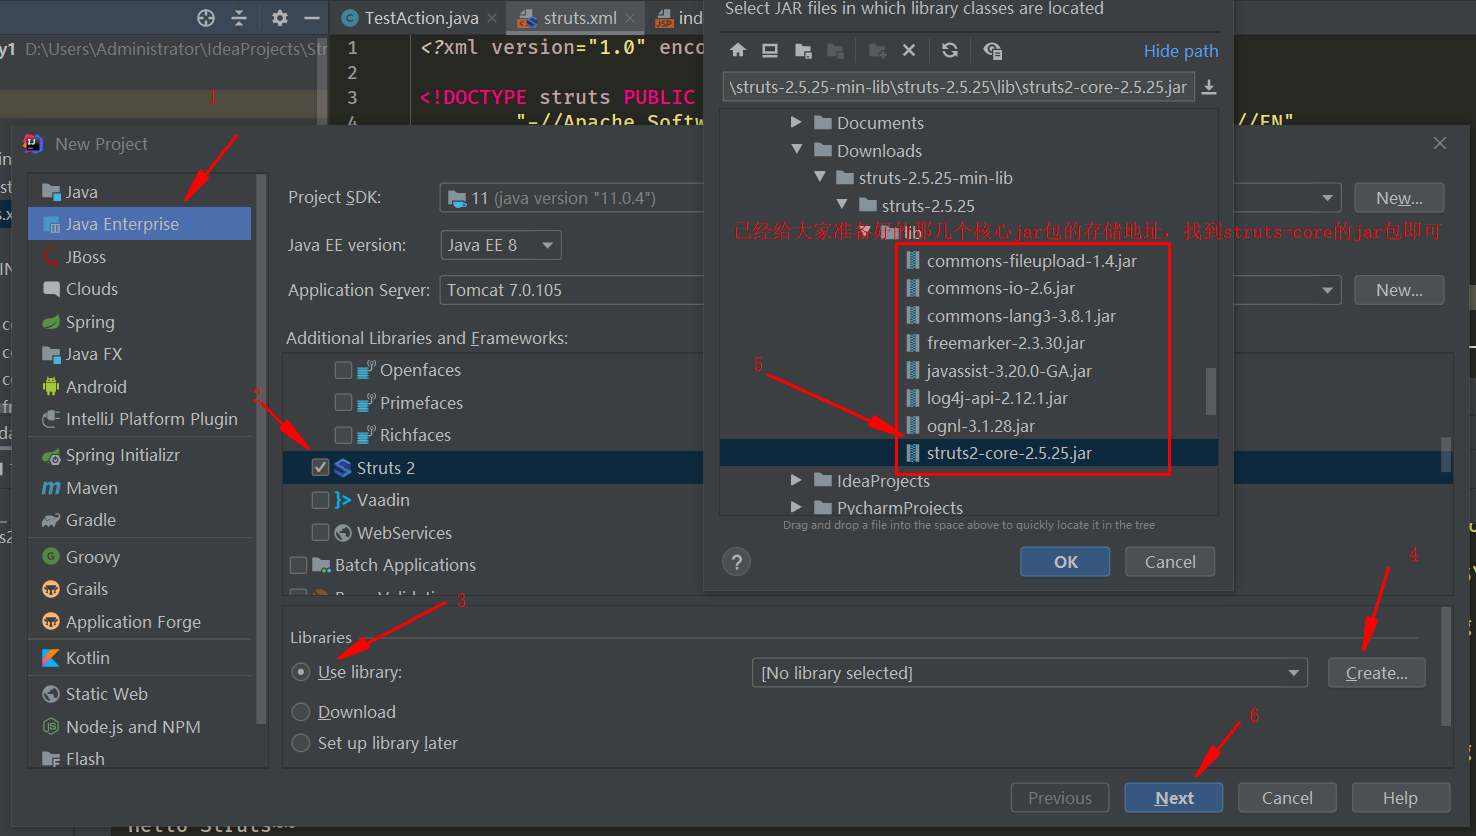 TestAction.java
struts.xml
ind
y1 D:\Users\Administrator\IdeaProjects\Str
1 <?xml version="1.0" enco
2
3 <!DOCTYPE struts PUBLIC
4 "-//Apache Softw
//EN"
1
Select JAR files in which library classes are located
Hide path
\struts-2.5.25-min-lib\struts-2.5.25\lib\struts2-core-2.5.25.jar
Documents
Downloads
struts-2.5.25-min-lib
struts-2.5.25
lib
已经给大家准备好的那几个核心jar包的存储地址，找到struts-core的jar包即可
commons-fileupload-1.4.jar
commons-io-2.6.jar
commons-lang3-3.8.1.jar
freemarker-2.3.30.jar
javassist-3.20.0-GA.jar
log4j-api-2.12.1.jar
ognl-3.1.28.jar
struts2-core-2.5.25.jar
IdeaProjects
PycharmProjects
Drag and drop a file into the space above to quickly locate it in the tree
?
OK
Cancel
5
New Project
Java
Java Enterprise
JBoss
Clouds
Spring
Java FX
Android
IntelliJ Platform Plugin
Spring Initializr
Maven
Gradle
Groovy
Grails
Application Forge
Kotlin
Static Web
Node.js and NPM
Flash
Project SDK:
11 (java version "11.0.4")
New...
Java EE version:
Java EE 8
Application Server:
Tomcat 7.0.105
New...
Additional Libraries and Frameworks:
Openfaces
Primefaces
Richfaces
2
Struts 2
Vaadin
WebServices
Batch Applications
3
4
Libraries
Use library:
[No library selected]
Create...
Download
Set up library later
6
Previous
Next
Cancel
Help